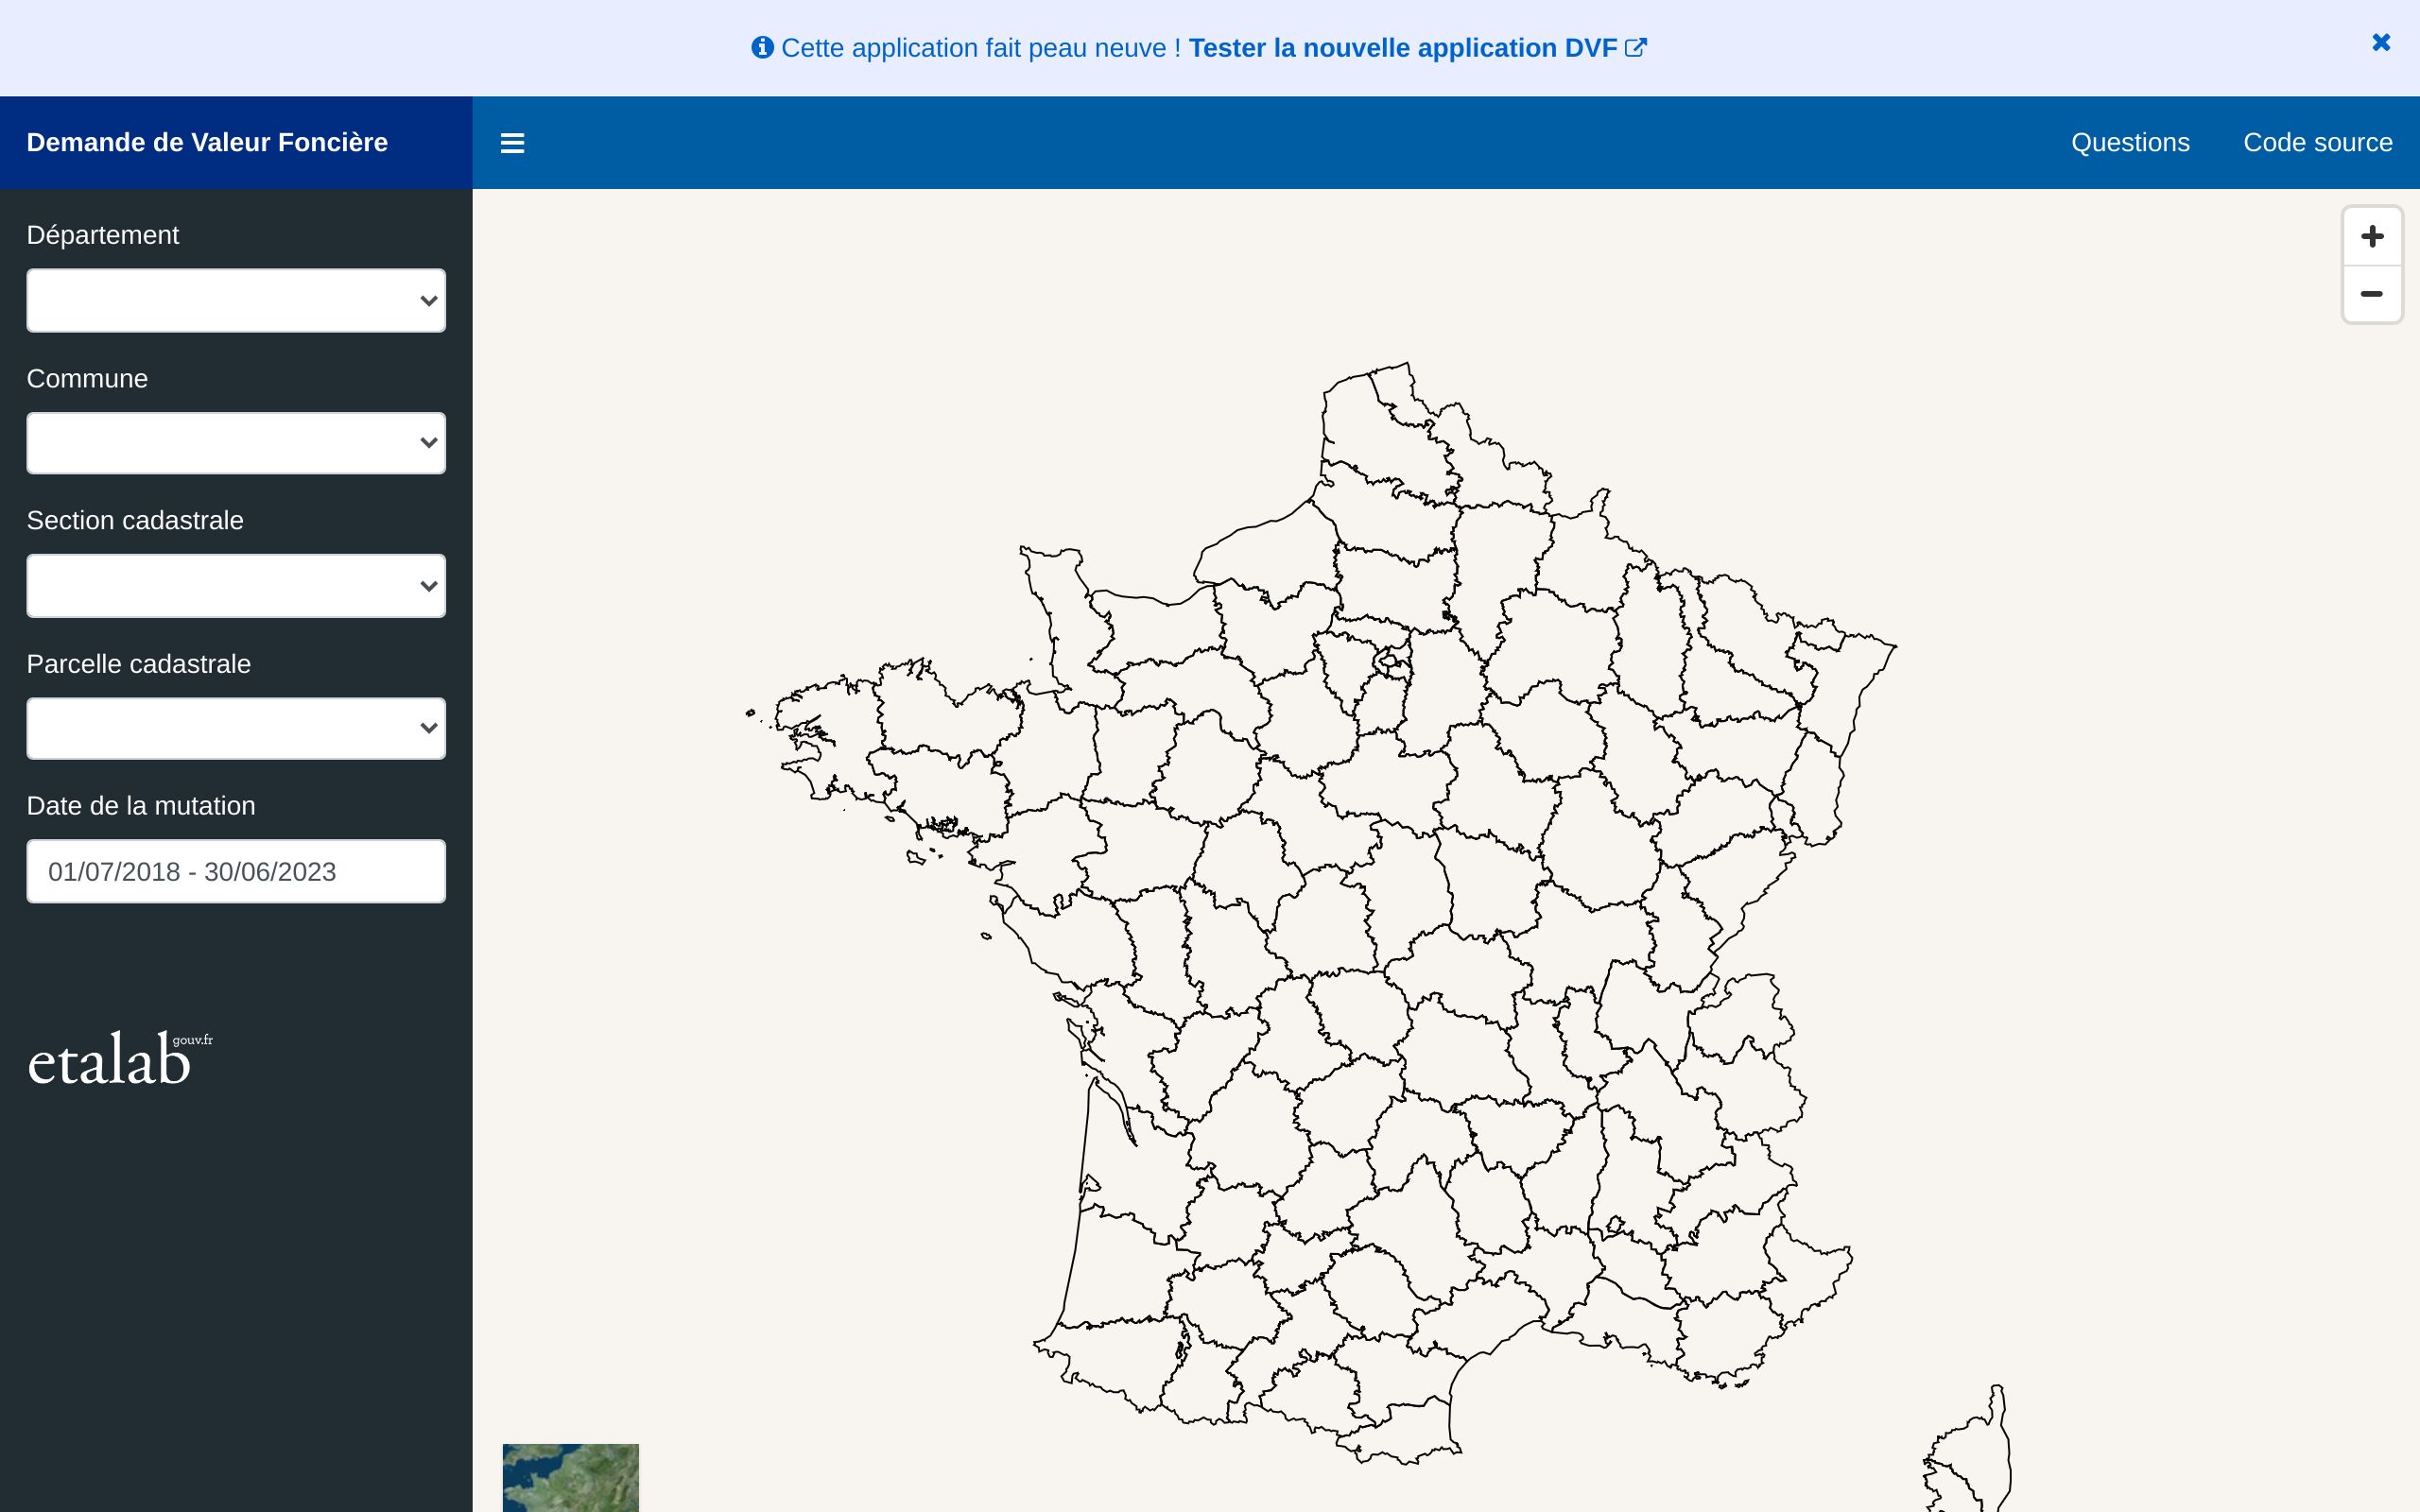 Cette application fait peau neuve ! Tester la nouvelle application DVF
Demande de Valeur Foncière
Questions
Code source
Département
Commune
Section cadastrale
Parcelle cadastrale
Date de la mutation
01/07/2018 - 30/06/2023
etalab gouv.fr